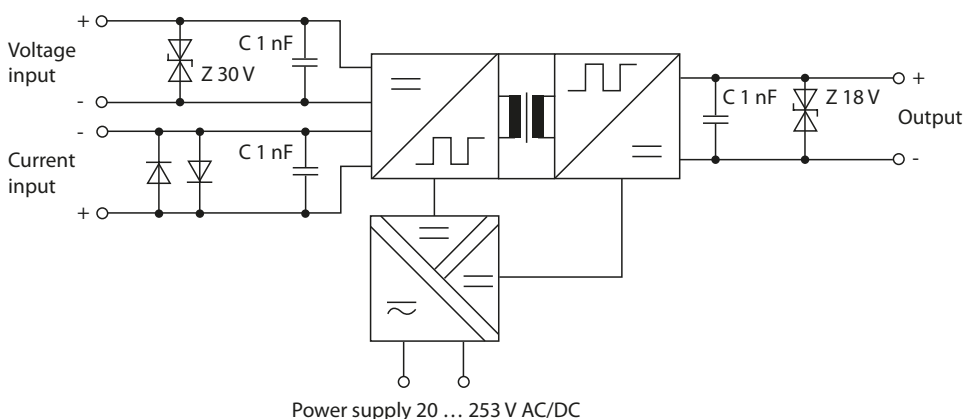 +
Voltage
input
C 1 nF
Z 30 V
-
-
Current
input
C 1 nF
+
+
C 1 nF
Z 18 V
Output
-
Power supply 20 … 253 V AC/DC